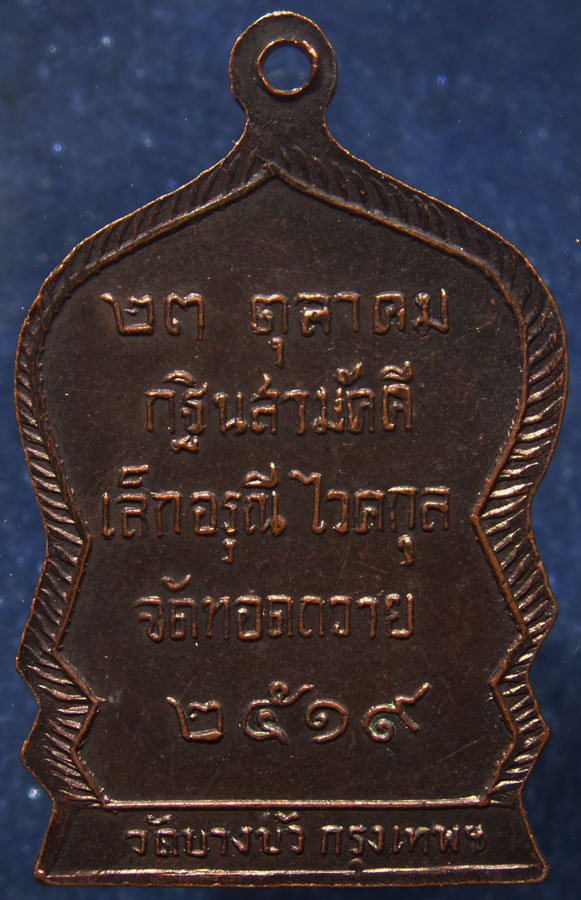 ๒๓ ตุลาคม
กฐินสามัคคี
เล็กอรุณี ไวคกุล
จัดทอดถวาย
๒๕๑๙
วัดบางบัว กรุงเทพฯ